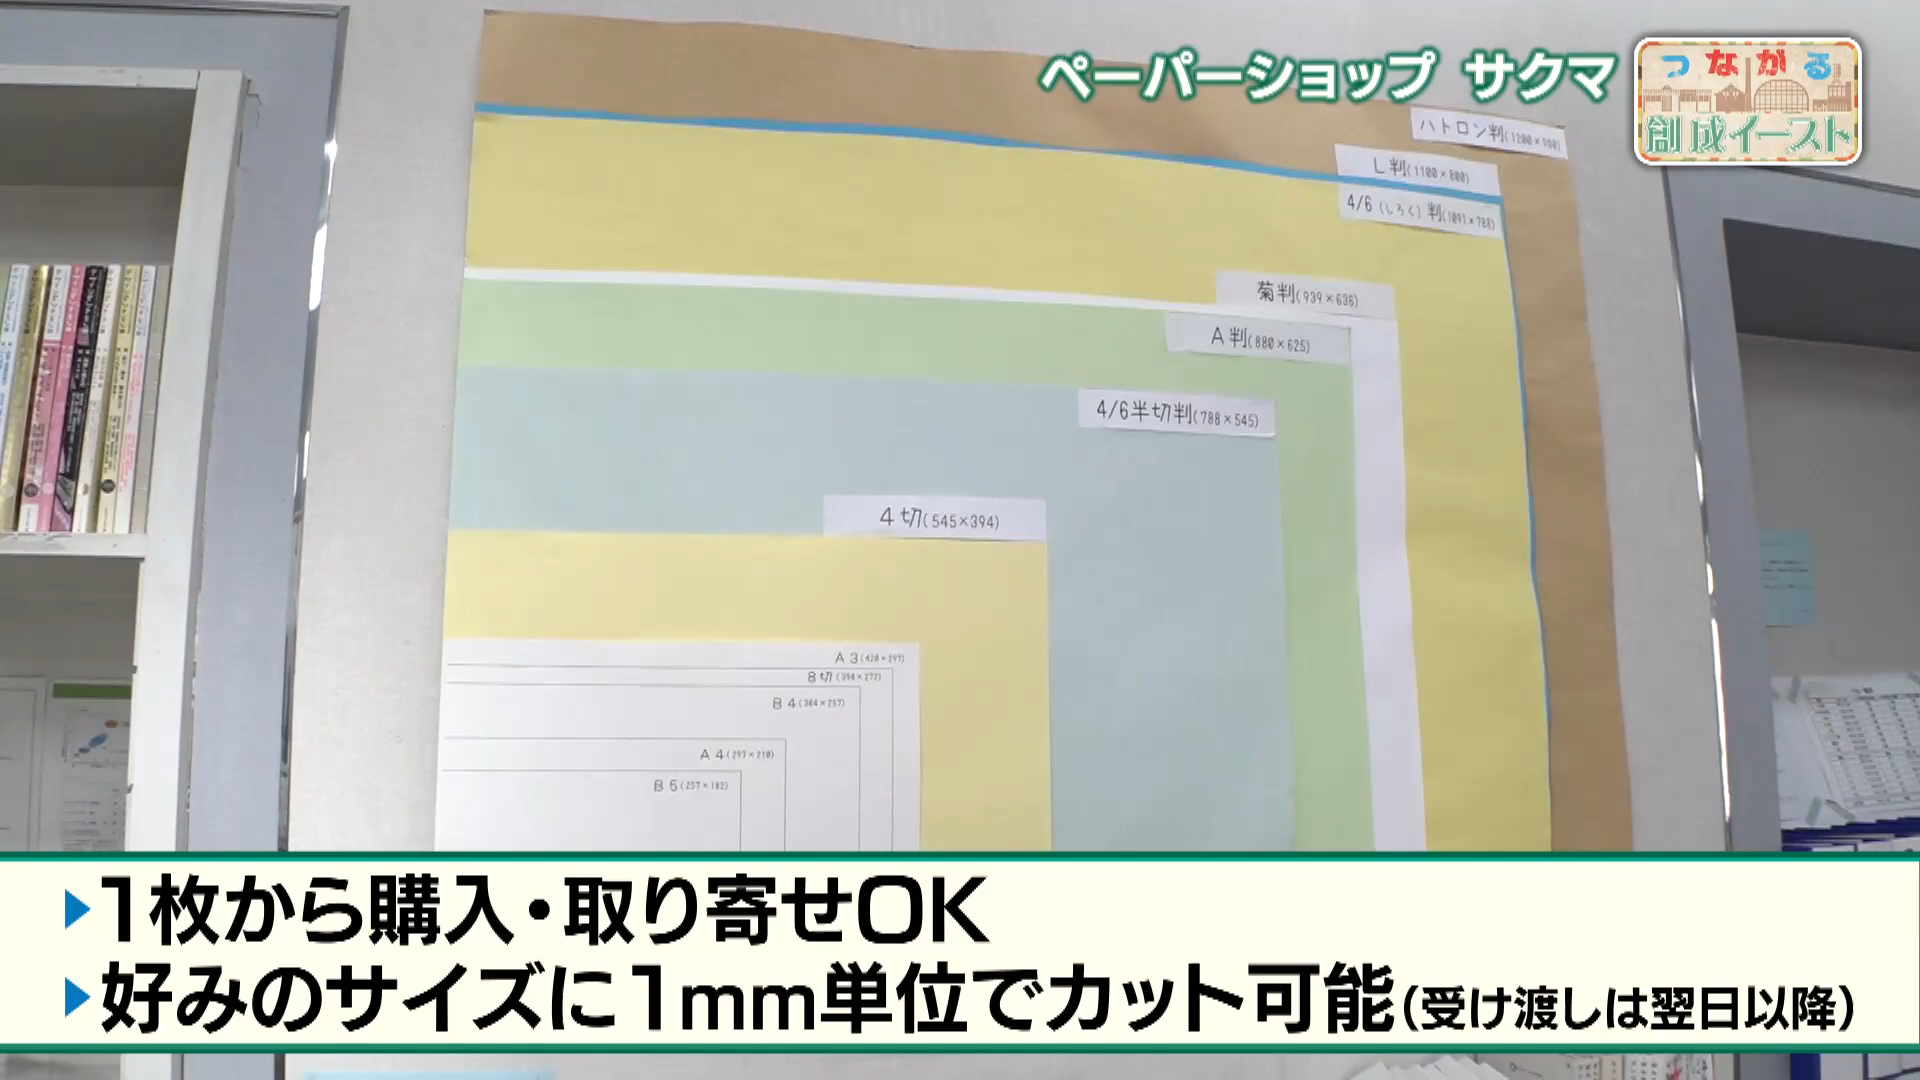 ペーパーショップ サクマ
つながる
創成イースト
ハトロン判(1200×900)
L判(1100×800)
4/6(しろく)判(1091×788)
菊判(939×636)
A判(880×625)
4/6半切判(788×545)
4切(545×394)
A3(420×297)
8切(394×272)
B4(364×257)
A4(297×210)
B5(257×182)
1枚から購入・取り寄せOK
好みのサイズに1mm単位でカット可能(受け渡しは翌日以降)